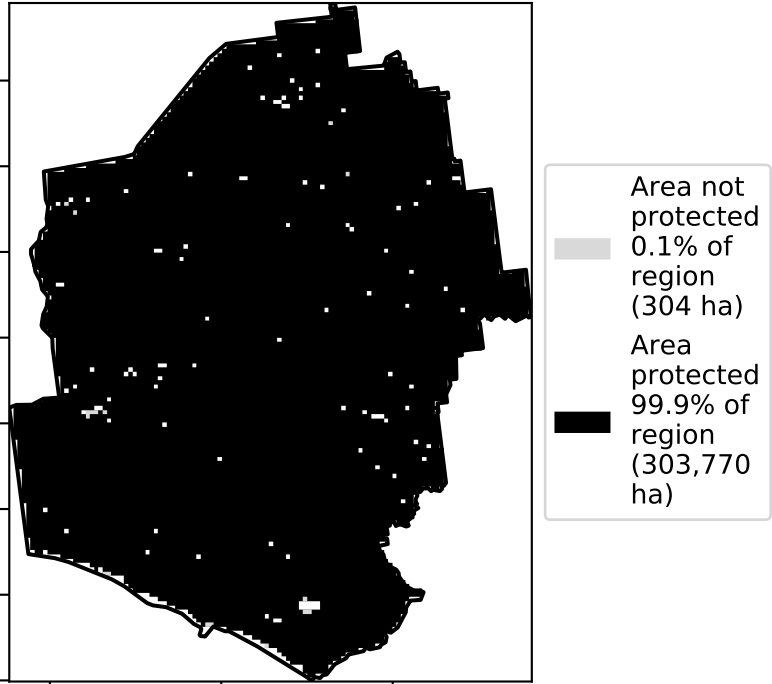 Area not
protected
0.1% of
region
(304 ha)
Area
protected
99.9% of
region
(303,770
ha)